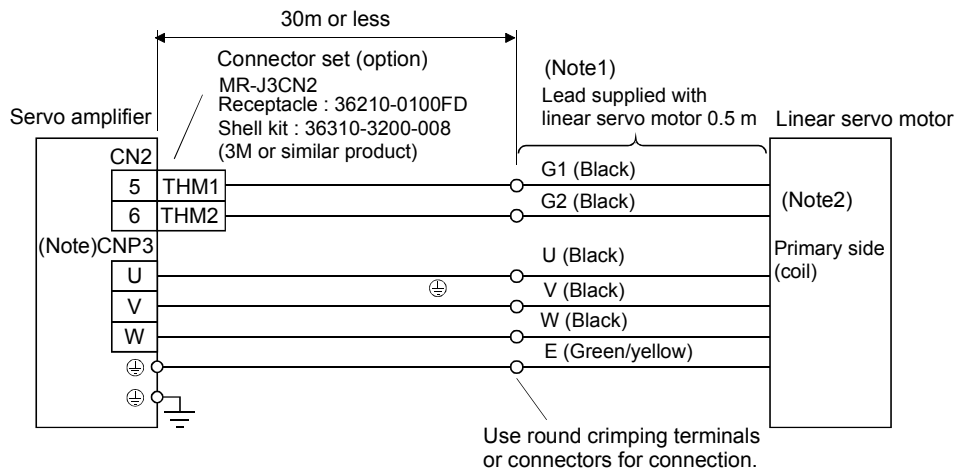 30m or less
Connector set (option)
MR-J3CN2
Receptacle : 36210-0100FD
Shell kit : 36310-3200-008
(3M or similar product)
(Note1)
Lead supplied with
linear servo motor 0.5 m
Servo amplifier
Linear servo motor
CN2
5 THM1
G1 (Black)
6 THM2
G2 (Black)
(Note2)
Primary side
(coil)
(Note)CNP3
U
U (Black)
V
V (Black)
W
W (Black)
E (Green/yellow)
Use round crimping terminals
or connectors for connection.